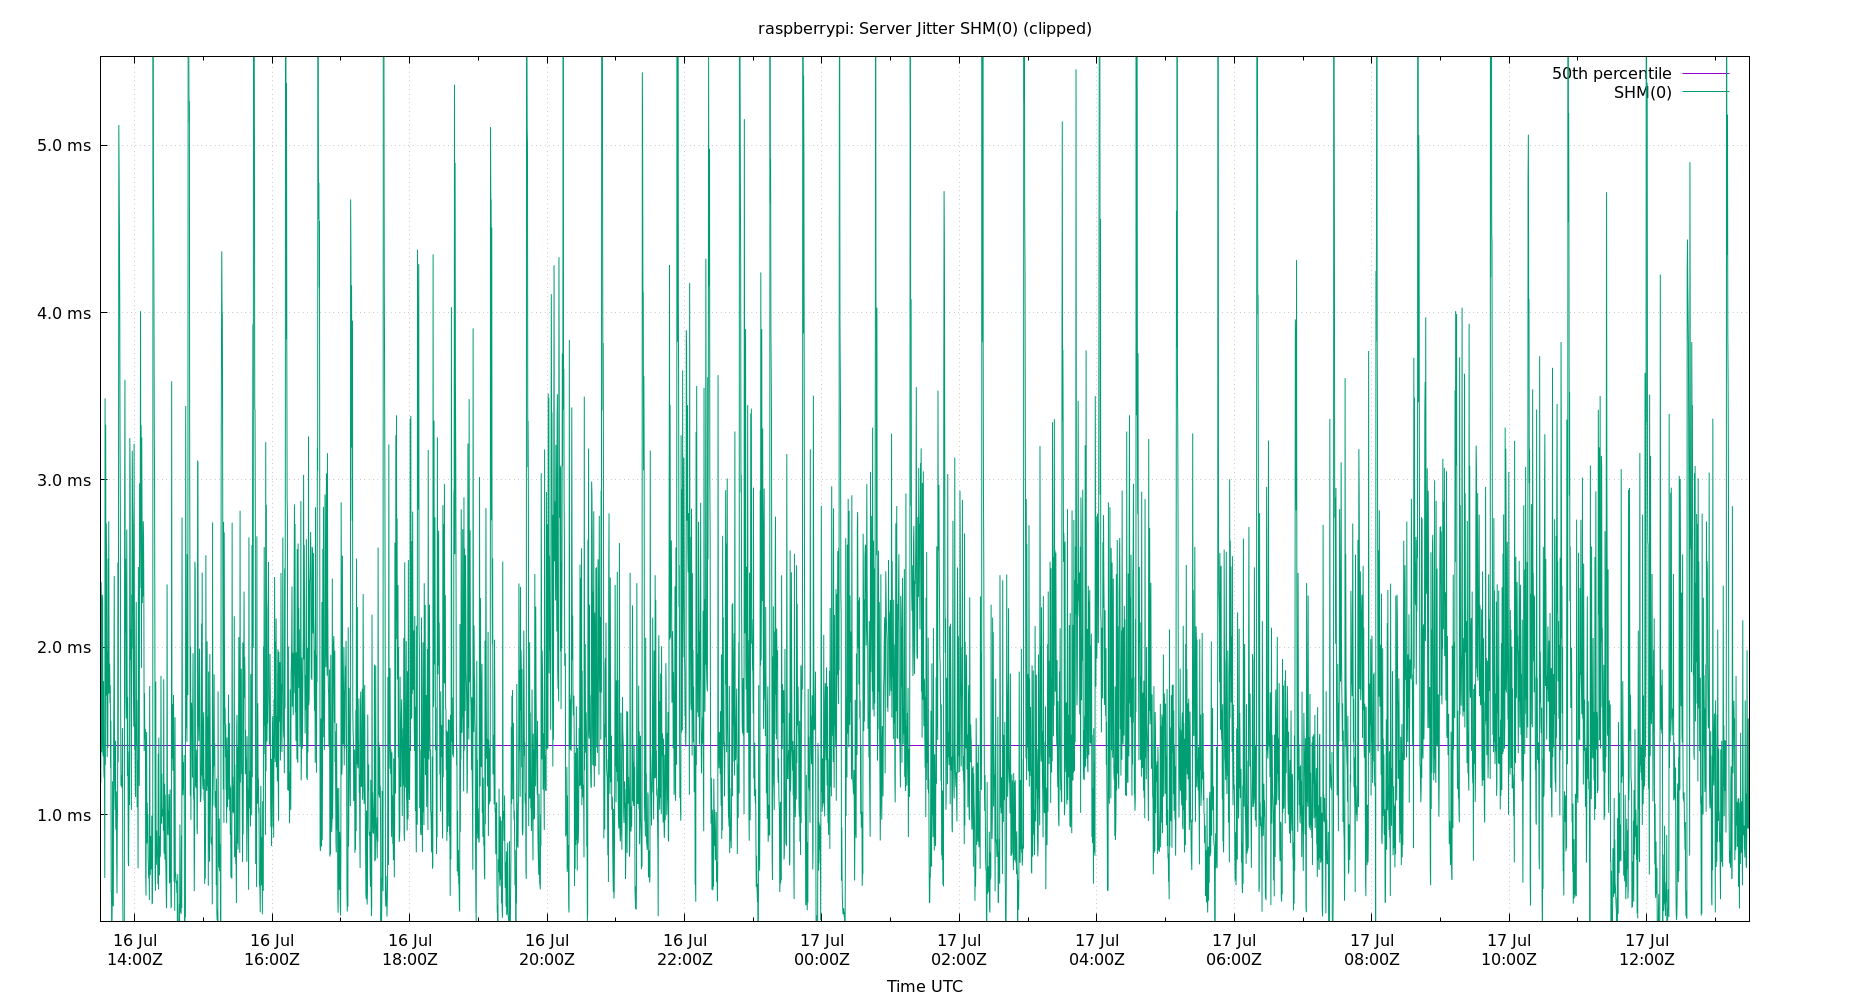 raspberrypi: Server Jitter SHM(0) (clipped)
50th percentile
SHM(0)
5.0 ms
4.0 ms
3.0 ms
2.0 ms
1.0 ms
16 Jul 16 Jul 16 Jul 16 Jul 16 Jul 17 Jul 17 Jul 17 Jul 17 Jul 17 Jul 17 Jul 17 Jul
14:00Z 16:00Z 18:00Z 20:00Z 22:00Z 00:00Z 02:00Z 04:00Z 06:00Z 08:00Z 10:00Z 12:00Z
Time UTC